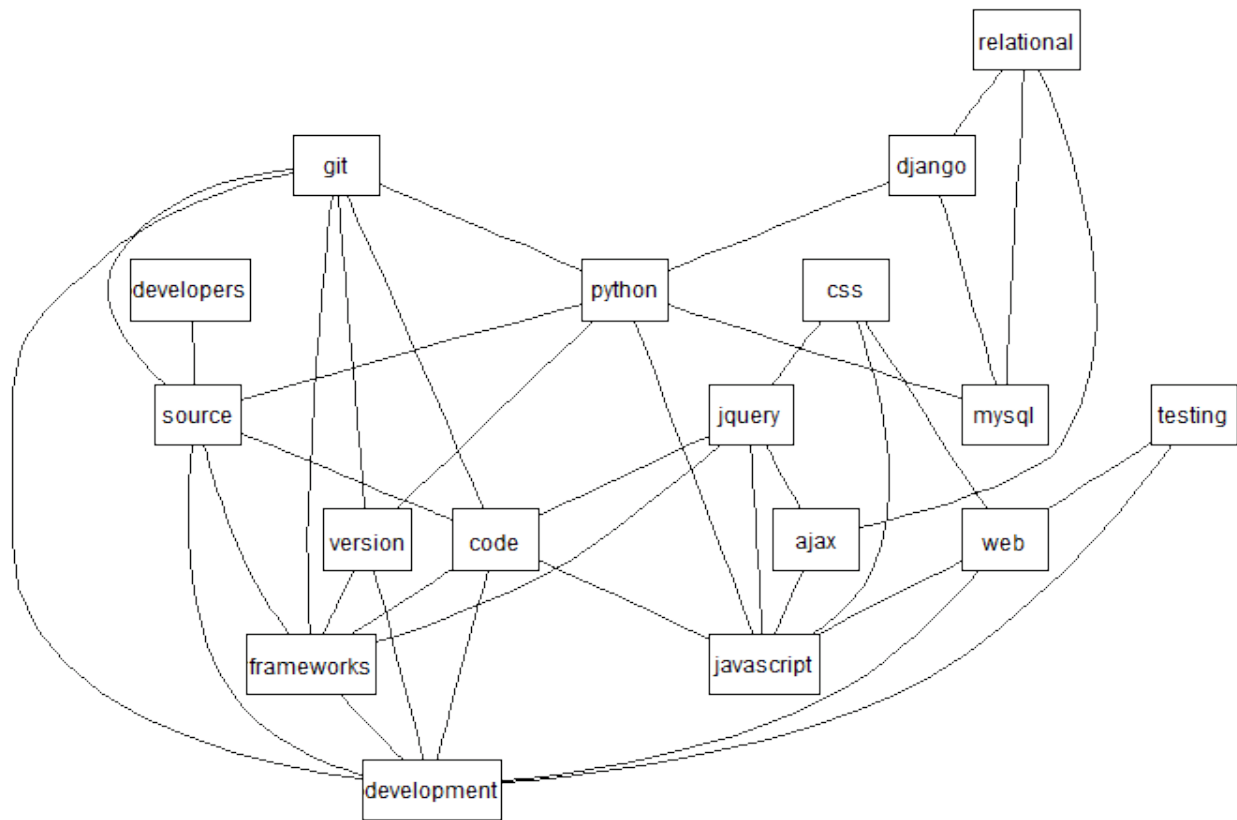 relational
git
django
developers
python
css
source
jquery
mysql
testing
version
code
ajax
web
frameworks
javascript
development